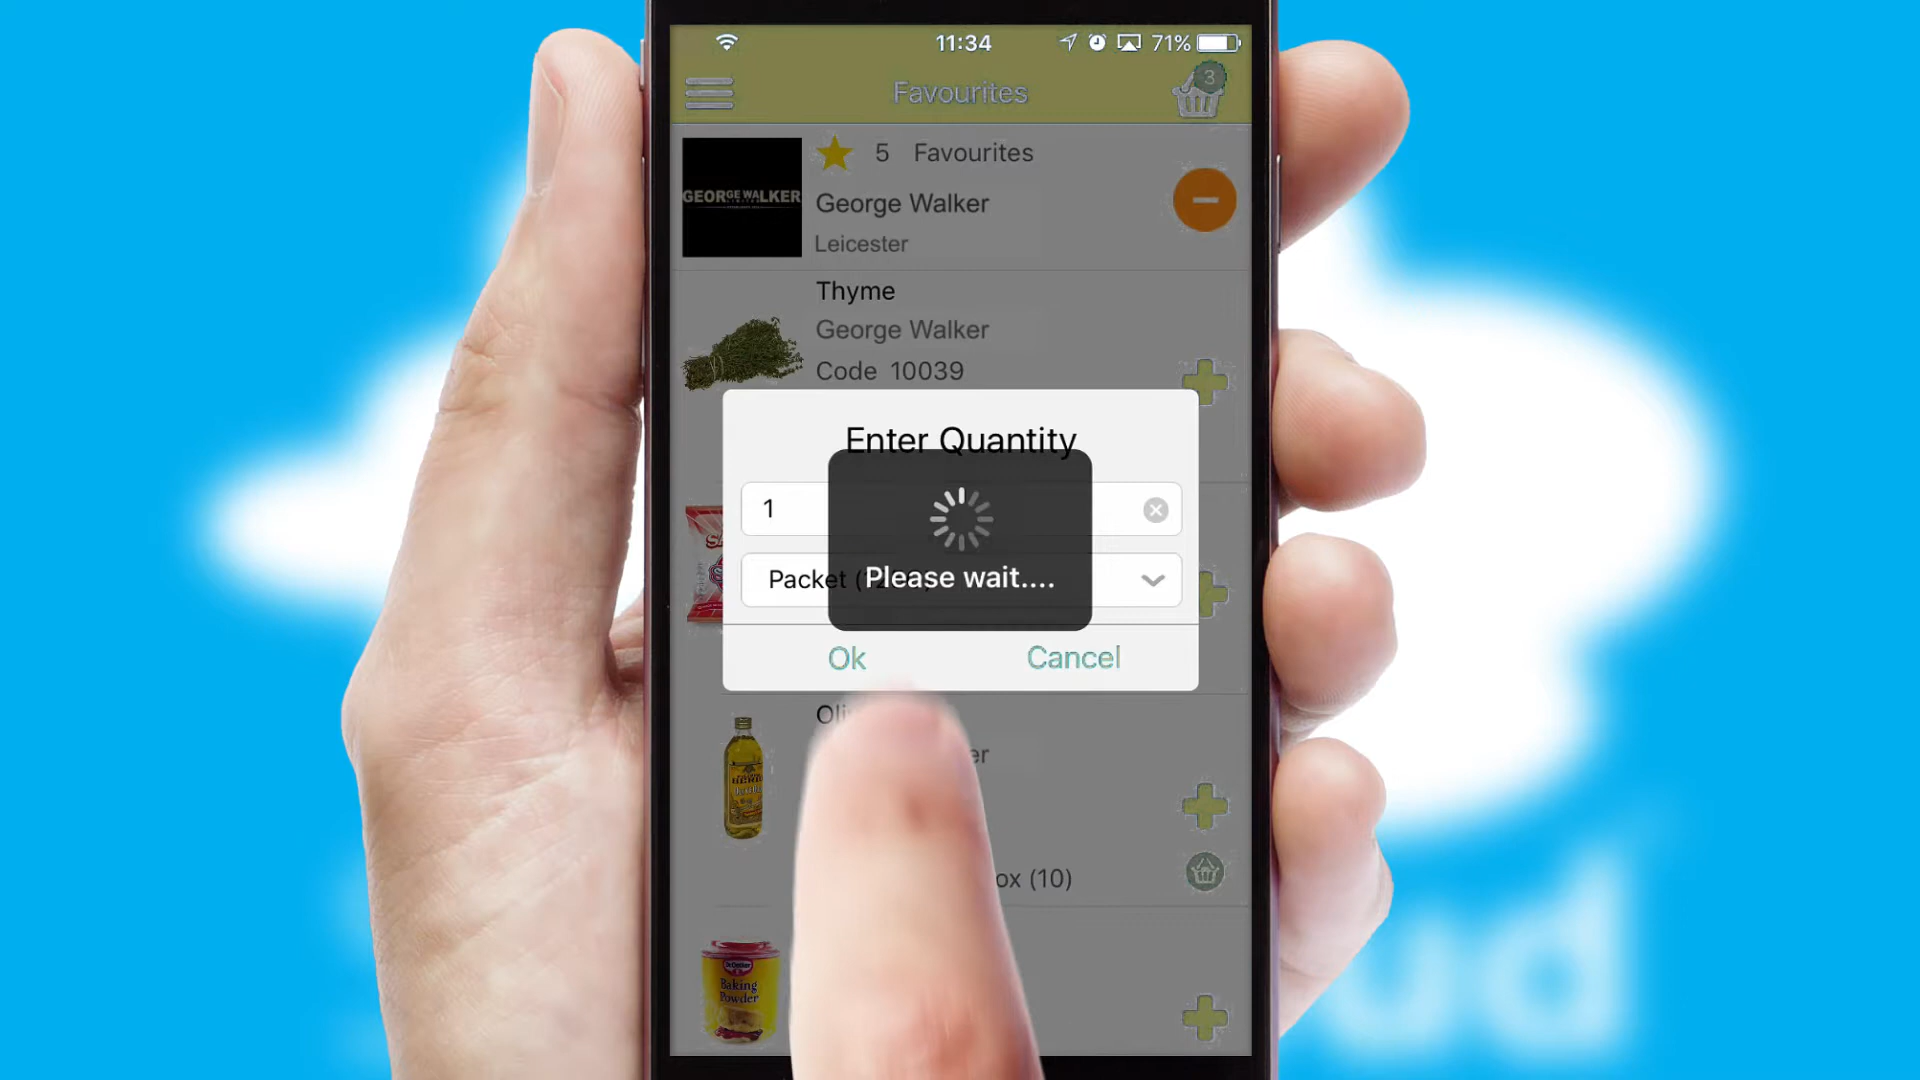 11:34
71%
Favourites
3
GEORGE WALKER
5 Favourites
George Walker
Leicester
Thyme
George Walker
Code 10039
Enter Quantity
1
Packet
Please wait....
Ok
Cancel
ox (10)
Baking
Powder
ud